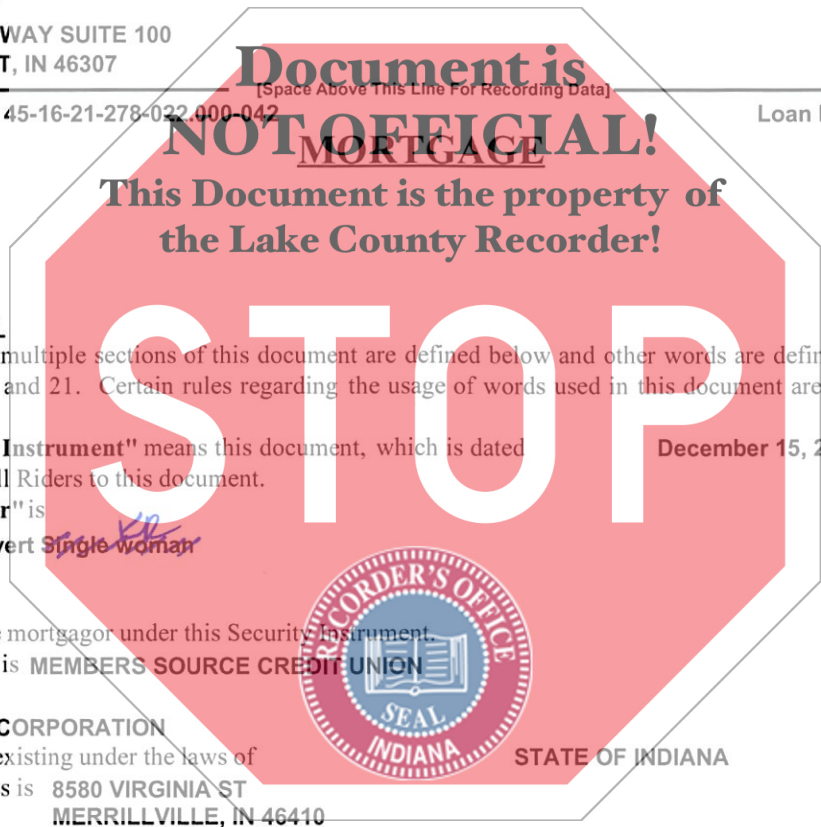 WAY SUITE 100
T, IN 46307
Document is
[Space Above This Line For Recording Data]
45-16-21-278-022.000-042
Loan
NOT OFFICIAL!
MORTGAGE
This Document is the property of
the Lake County Recorder!
STOP
multiple sections of this document are defined below and other words are defin
and 21. Certain rules regarding the usage of words used in this document are
Instrument" means this document, which is dated December 15, 2
ll Riders to this document.
r" is
vert Single woman
mortgagor under this Security Instrument.
is MEMBERS SOURCE CREDIT UNION
RECORDER'S OFFICE
SEAL
INDIANA
CORPORATION
existing under the laws of STATE OF INDIANA
s is 8580 VIRGINIA ST
MERRILLVILLE, IN 46410